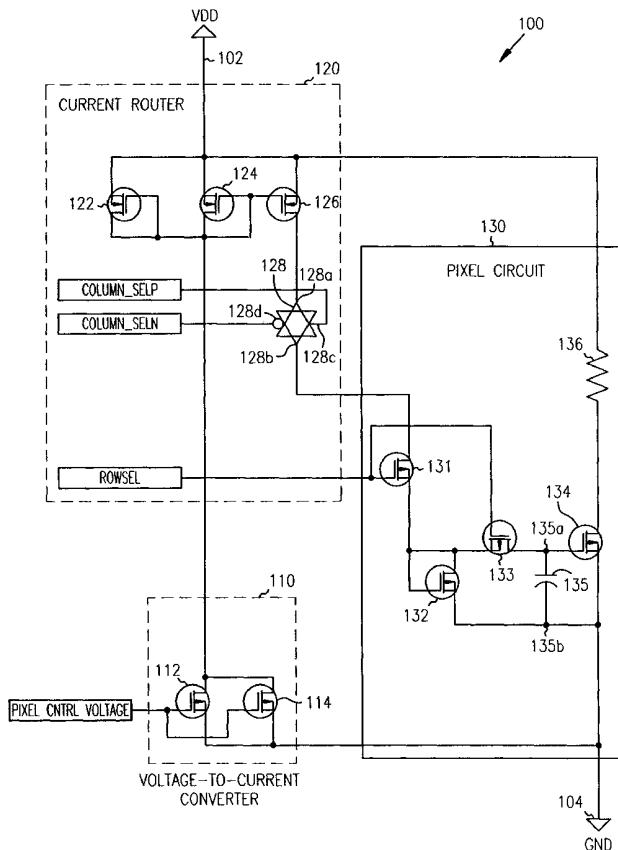 VDD
100
102
120
CURRENT ROUTER
124
122
126
130
PIXEL CIRCUIT
COLUMN_SELP
128
128a
COLUMN_SELN
128d
128b
128c
136
ROWSEL
131
134
135a
133
135
132
135b
110
112
PIXEL CNTRL VOLTAGE
114
VOLTAGE-TO-CURRENT
CONVERTER
104
GND